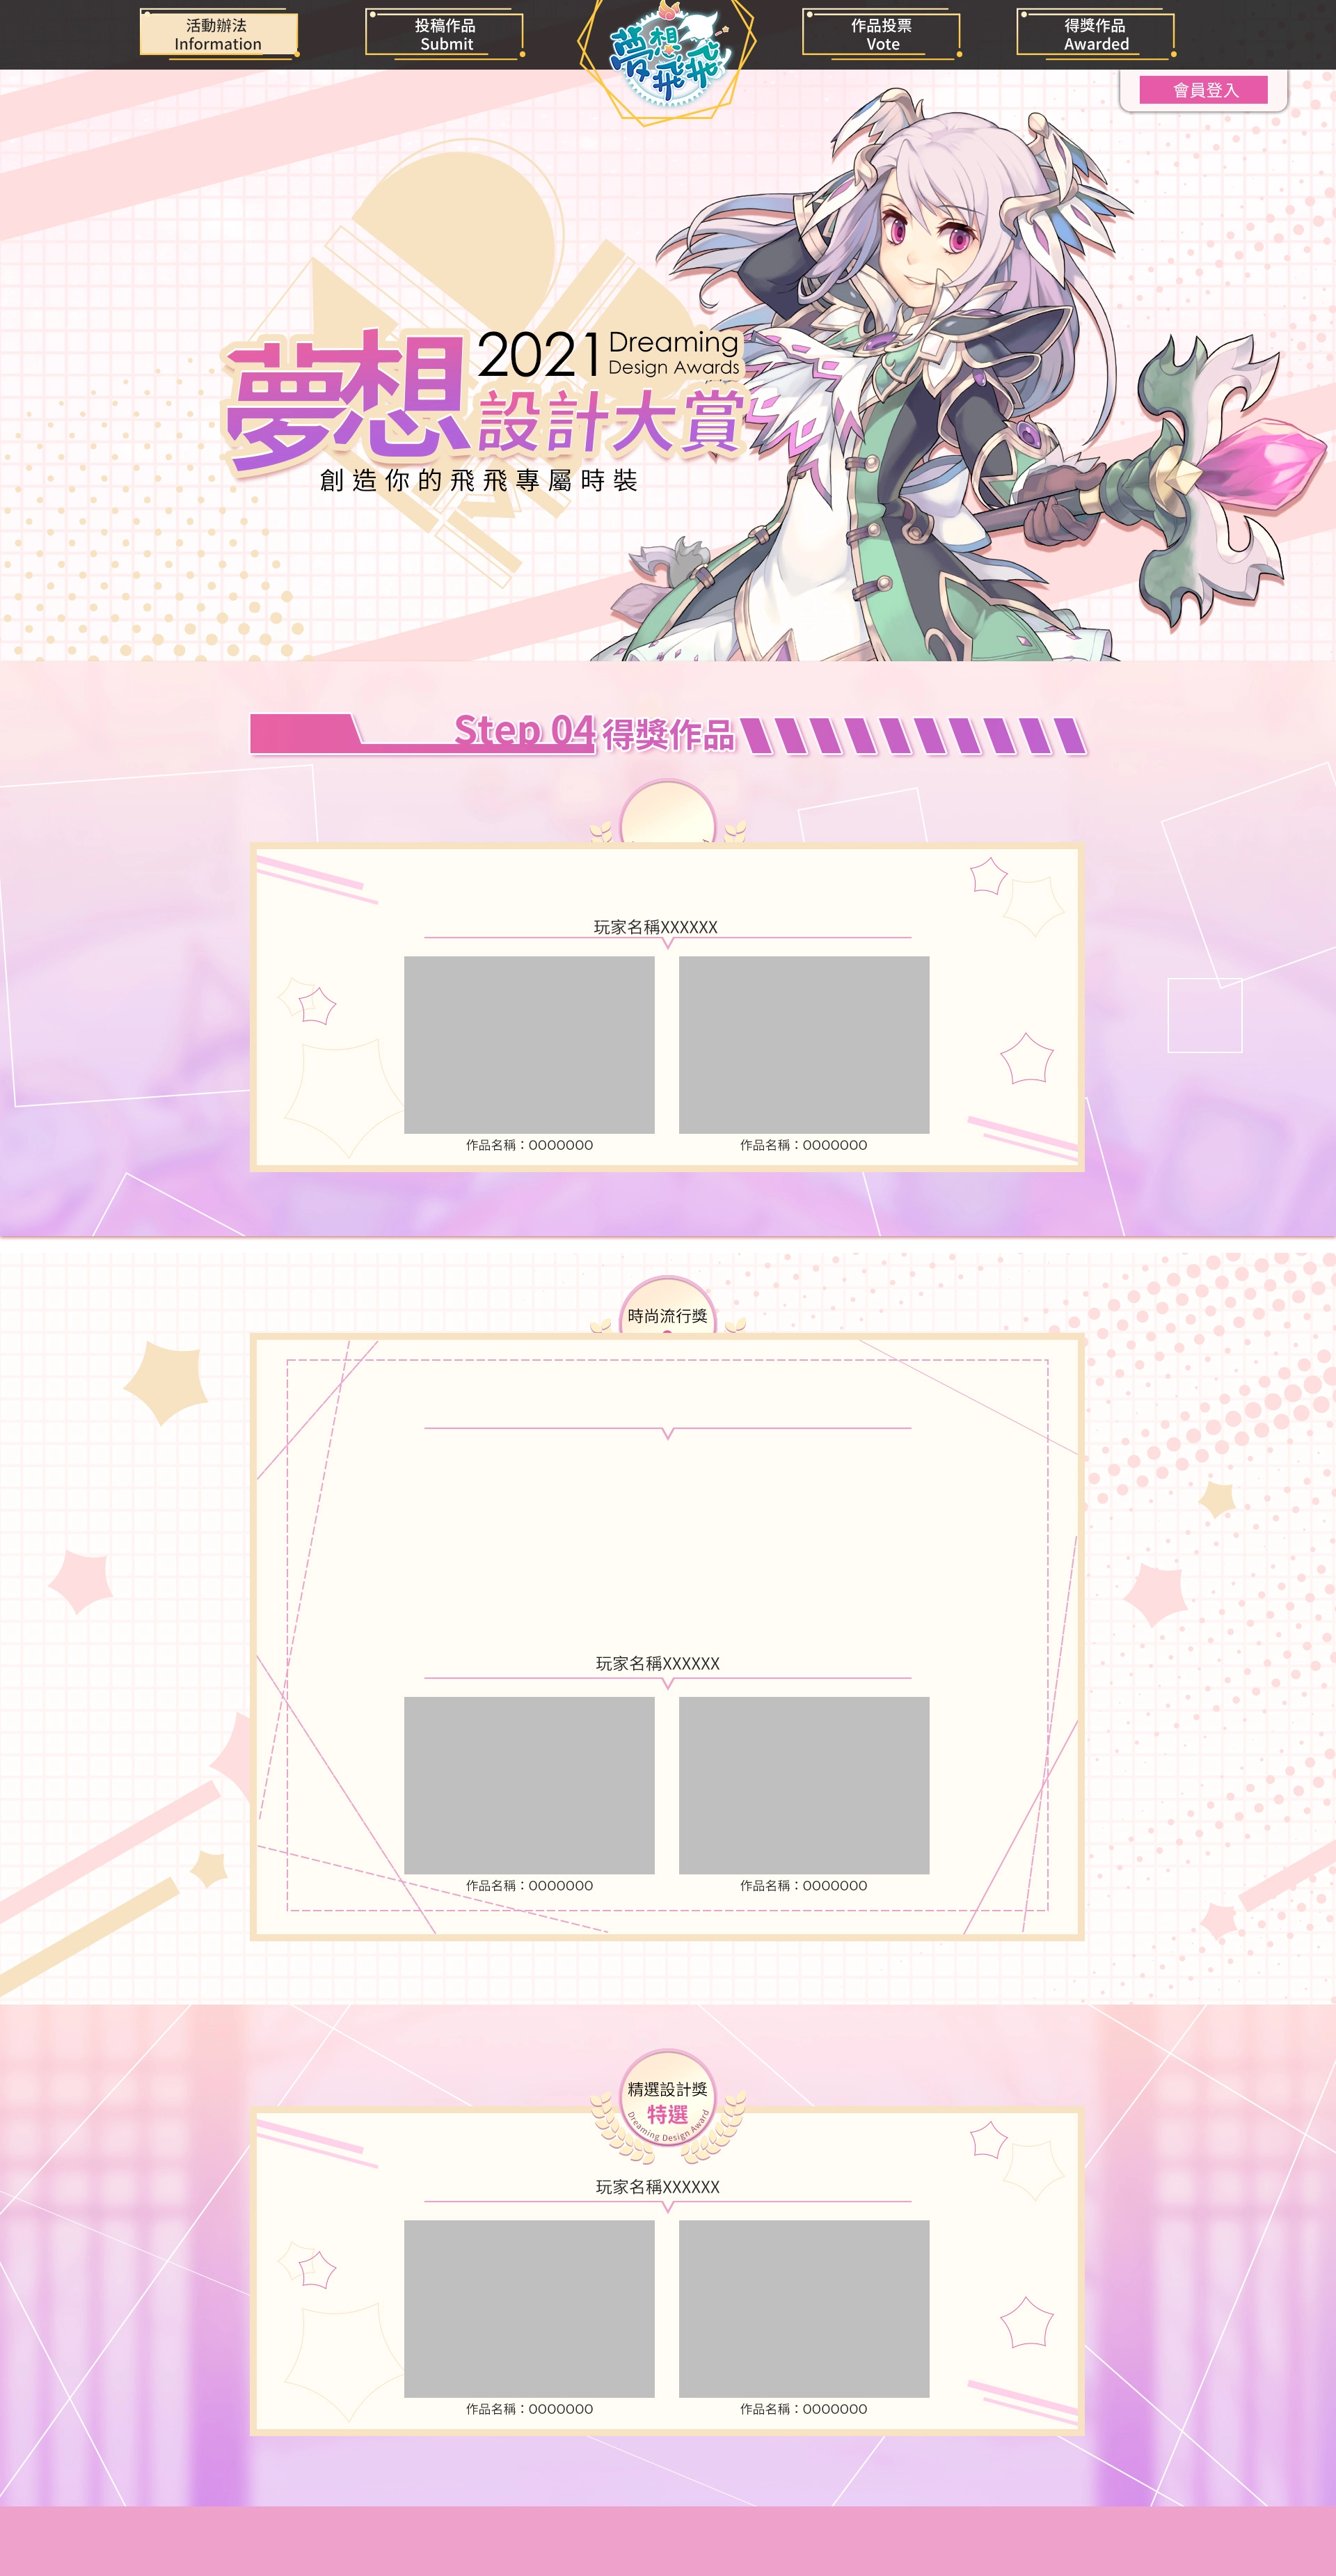 活動辦法
Information
投稿作品
Submit
夢想飛飛
作品投票
Vote
得獎作品
Awarded
會員登入
夢想
2021 Dreaming
Design Awards
設計大賞
創造你的飛飛專屬時裝
Step 04 得獎作品
玩家名稱XXXXXX
作品名稱：0000000
作品名稱：0000000
時尚流行獎
玩家名稱XXXXXX
作品名稱：0000000
作品名稱：0000000
精選設計獎
特選
Dreaming Design Award
玩家名稱XXXXXX
作品名稱：0000000
作品名稱：0000000